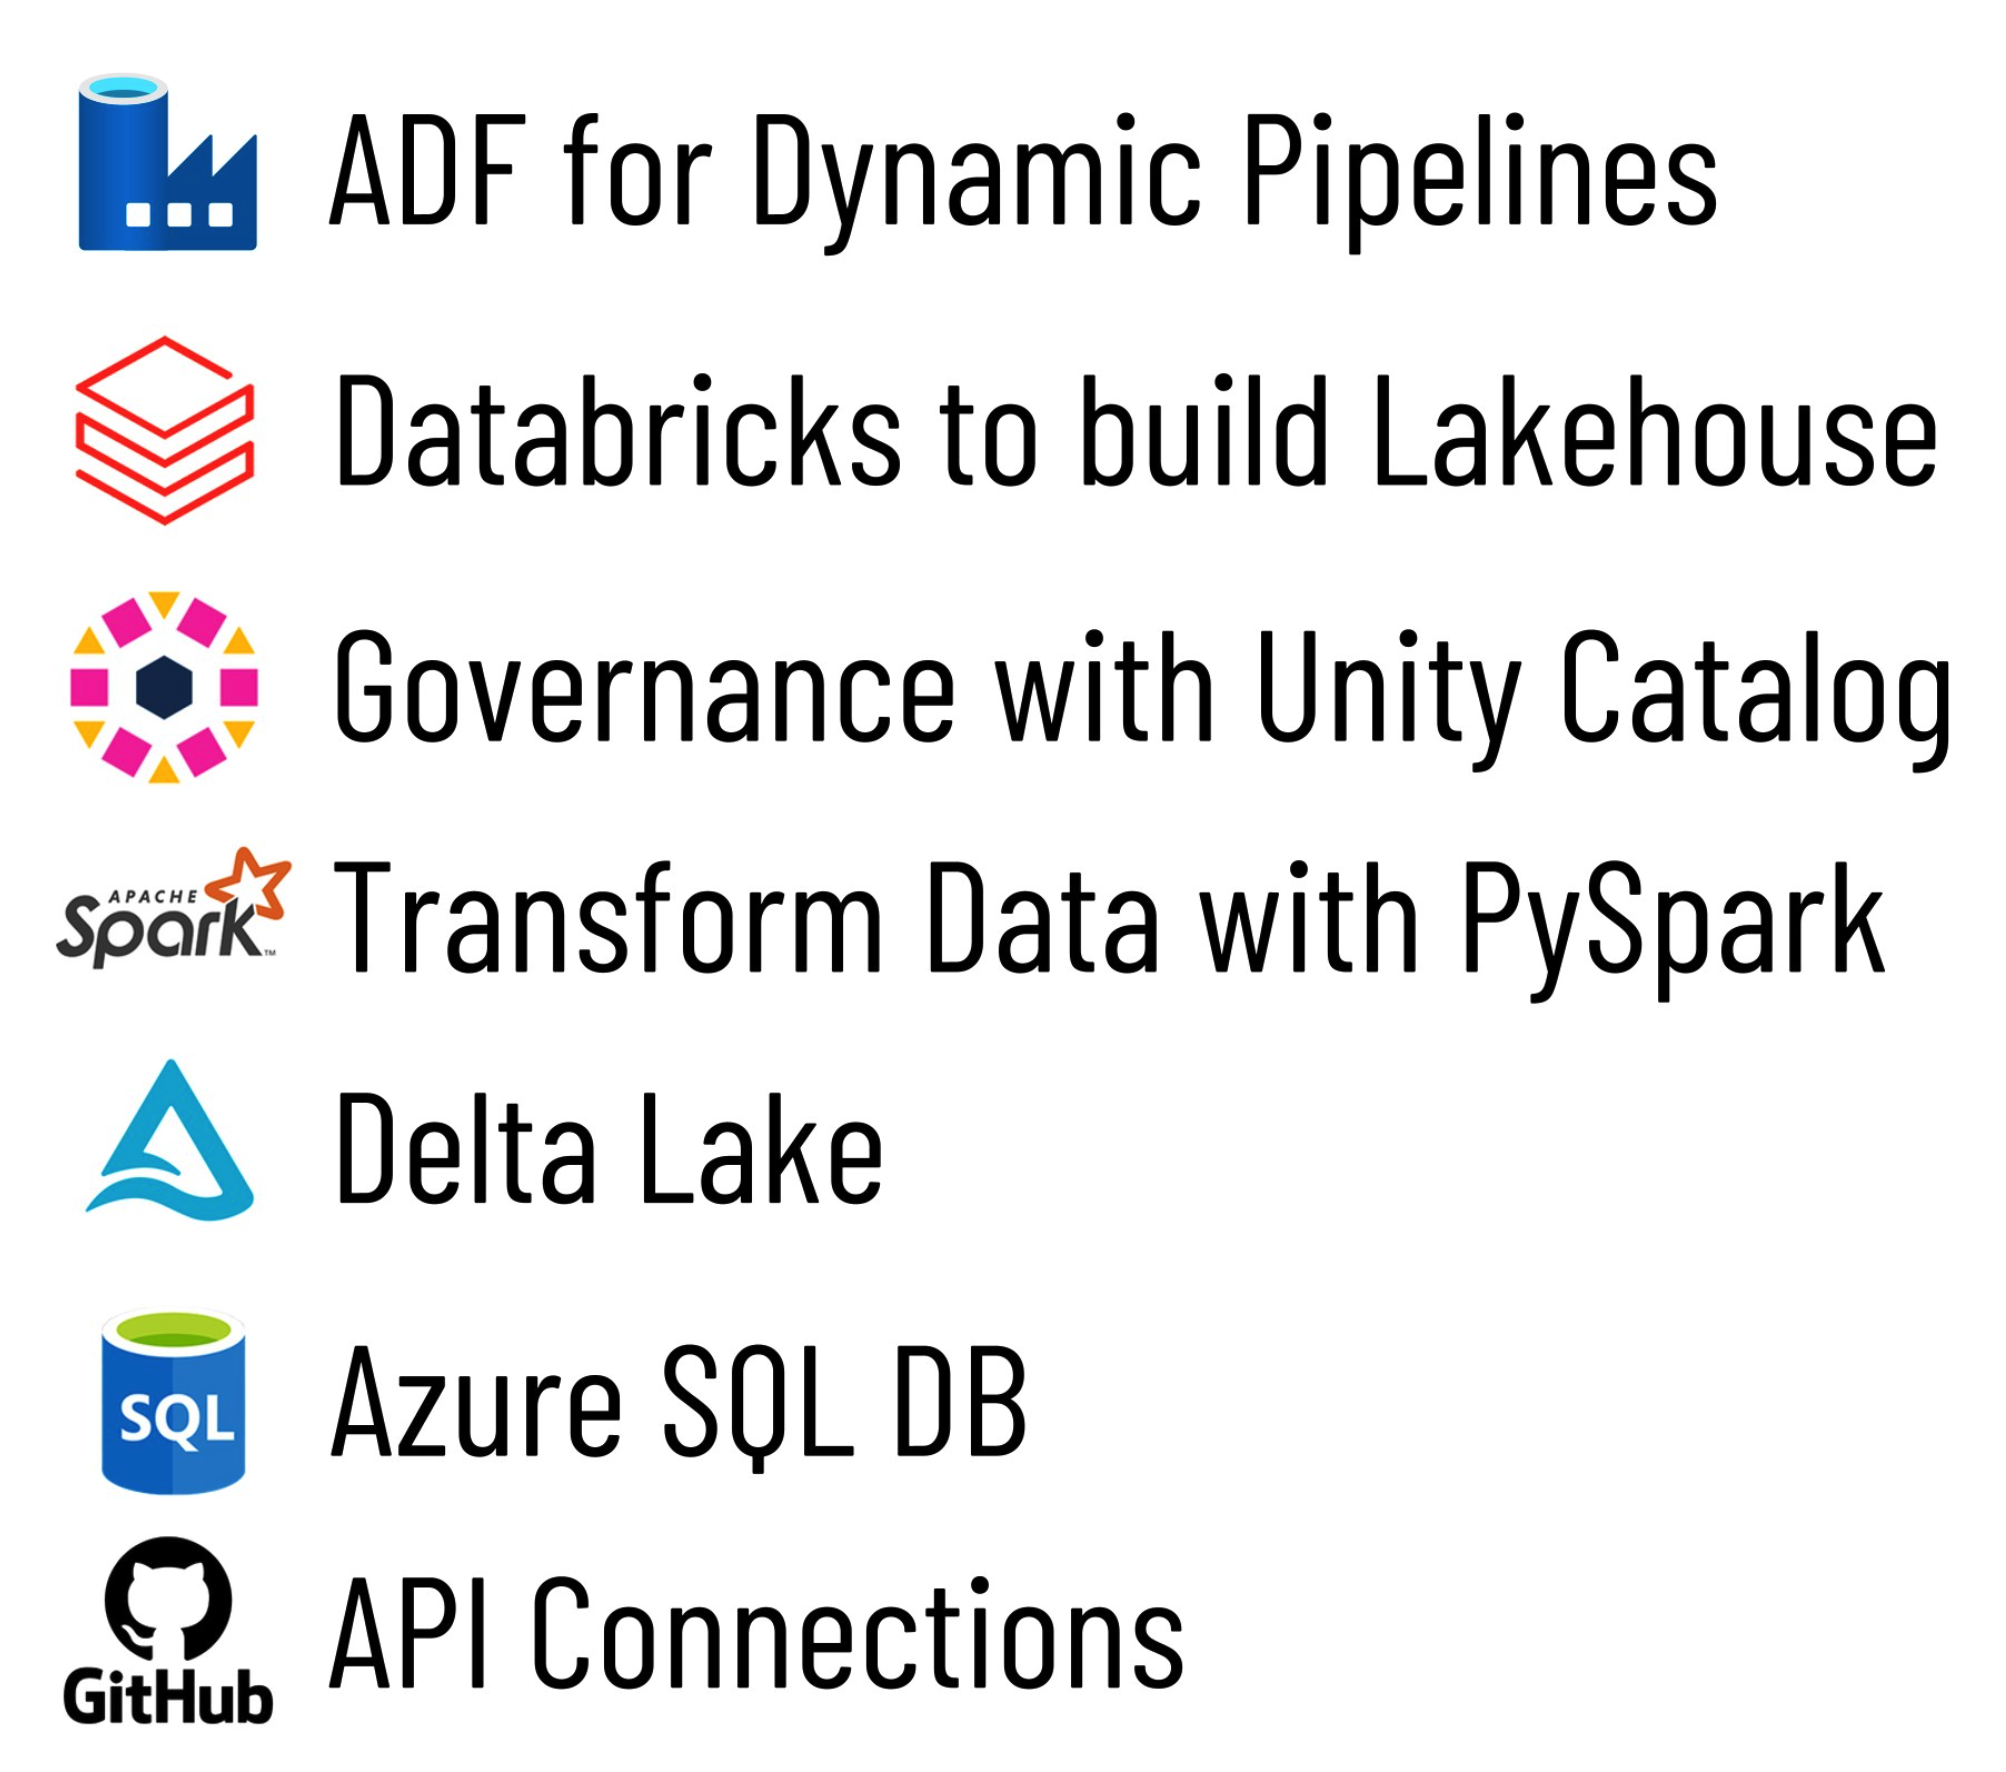 ADF for Dynamic Pipelines
Databricks to build Lakehouse
Governance with Unity Catalog
APACHE
Spark™
Transform Data with PySpark
Delta Lake
SQL
Azure SQL DB
GitHub
API Connections